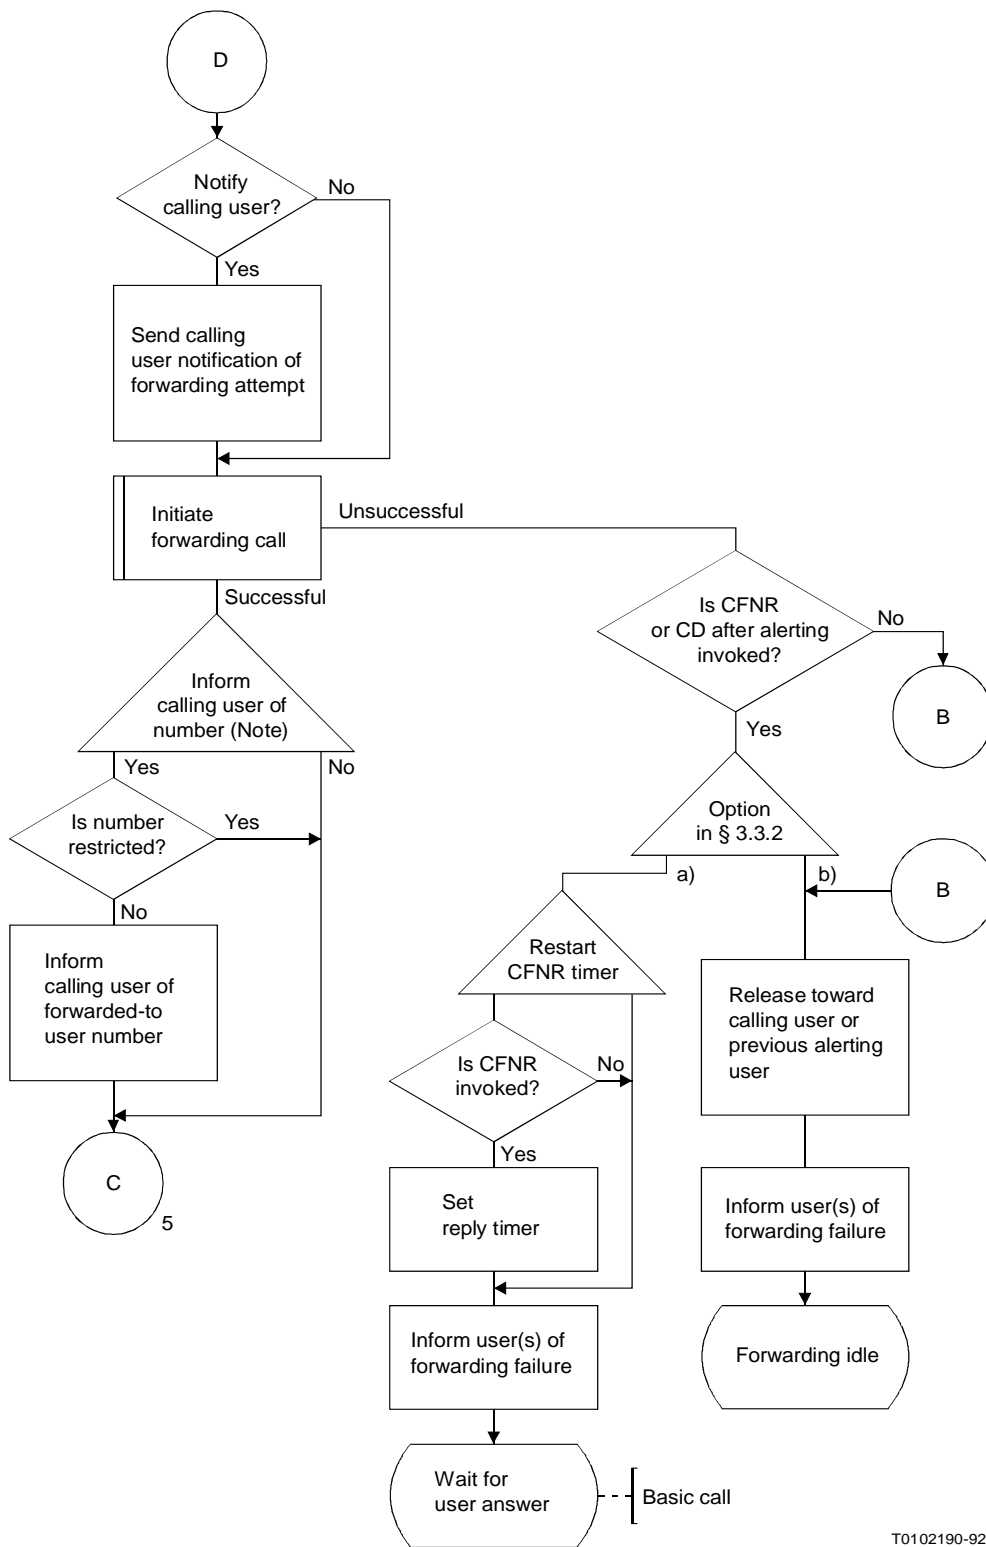 D
Notify
calling user?
No
Yes
Send calling
user notification of
forwarding attempt
Initiate
forwarding call
Unsuccessful
Successful
Is CFNR
or CD after alerting
invoked?
No
B
Yes
Inform
calling user of
number (Note)
Yes
No
Option
in § 3.3.2
a)
b)
B
Is number
restricted?
Yes
No
Inform
calling user of
forwarded-to
user number
Restart
CFNR timer
Release toward
calling user or
previous alerting
user
Is CFNR
invoked?
No
Yes
C
5
Set
reply timer
Inform user(s) of
forwarding failure
Inform user(s) of
forwarding failure
Forwarding idle
Wait for
user answer
Basic call
T0102190-92